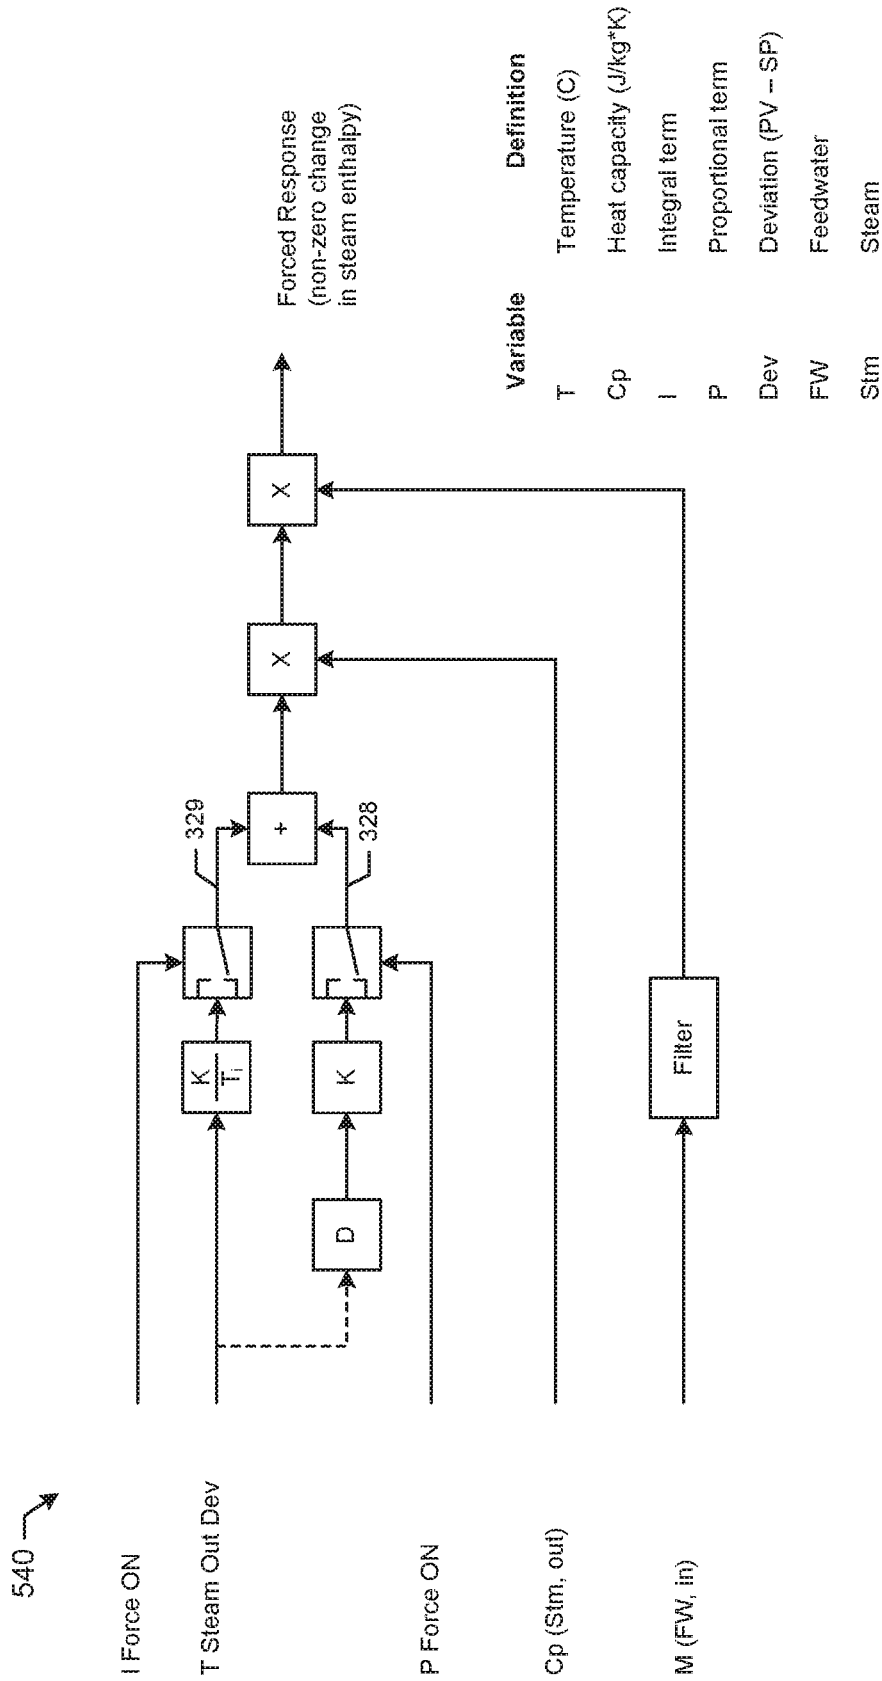 540
I Force ON
T Steam Out Dev
P Force ON
Cp (Stm, out)
M (FW, in)
D
K
Ti
K
Filter
329
328
+
X
X
Forced Response
(non-zero change
in steam enthalpy)
Variable Definition
T Temperature (C)
Cp Heat capacity (J/kg*K)
I Integral term
P Proportional term
Dev Deviation (PV – SP)
FW Feedwater
Stm Steam